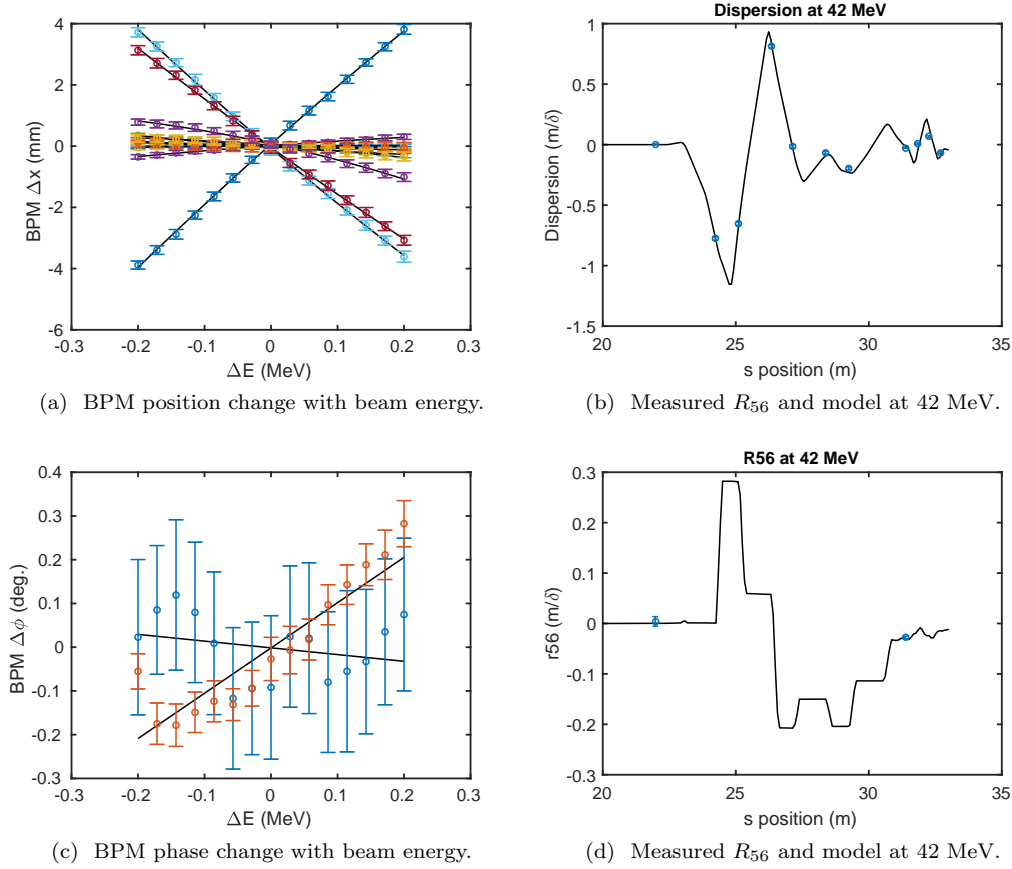 4
2
0
-2
-4
-6
BPM Δx (mm)
-0.3 -0.2 -0.1 0 0.1 0.2 0.3
ΔE (MeV)
(a) BPM position change with beam energy.
Dispersion at 42 MeV
1
0.5
0
-0.5
-1
-1.5
Dispersion (m/δ)
20 25 30 35
s position (m)
(b) Measured R₅₆ and model at 42 MeV.
0.4
0.3
0.2
0.1
0
-0.1
-0.2
-0.3
BPM Δϕ (deg.)
-0.3 -0.2 -0.1 0 0.1 0.2 0.3
ΔE (MeV)
(c) BPM phase change with beam energy.
R56 at 42 MeV
0.3
0.2
0.1
0
-0.1
-0.2
-0.3
r56 (m/δ)
20 25 30 35
s position (m)
(d) Measured R₅₆ and model at 42 MeV.